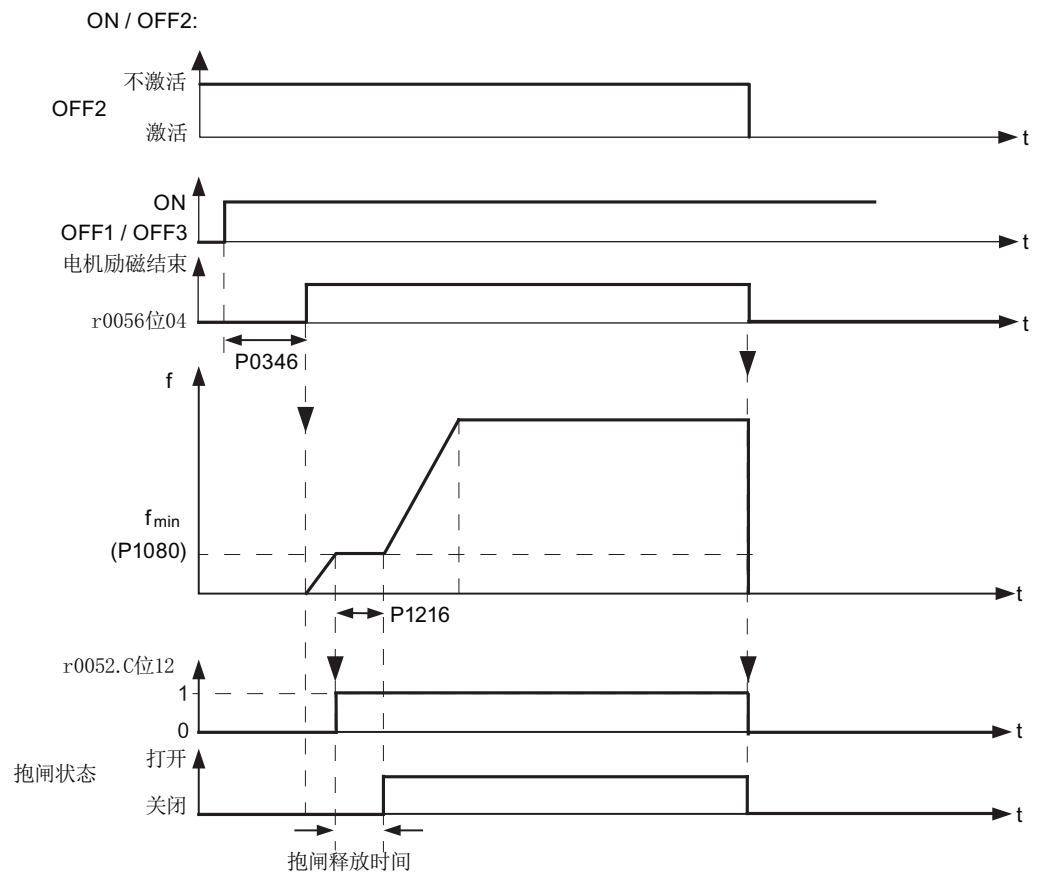 ON / OFF2:
不激活
OFF2
激活
t
ON
OFF1 / OFF3
t
电机励磁结束
r0056位04
t
P0346
f
fmin
(P1080)
t
P1216
r0052.C位12
1
0
t
打开
抱闸状态
关闭
t
抱闸释放时间